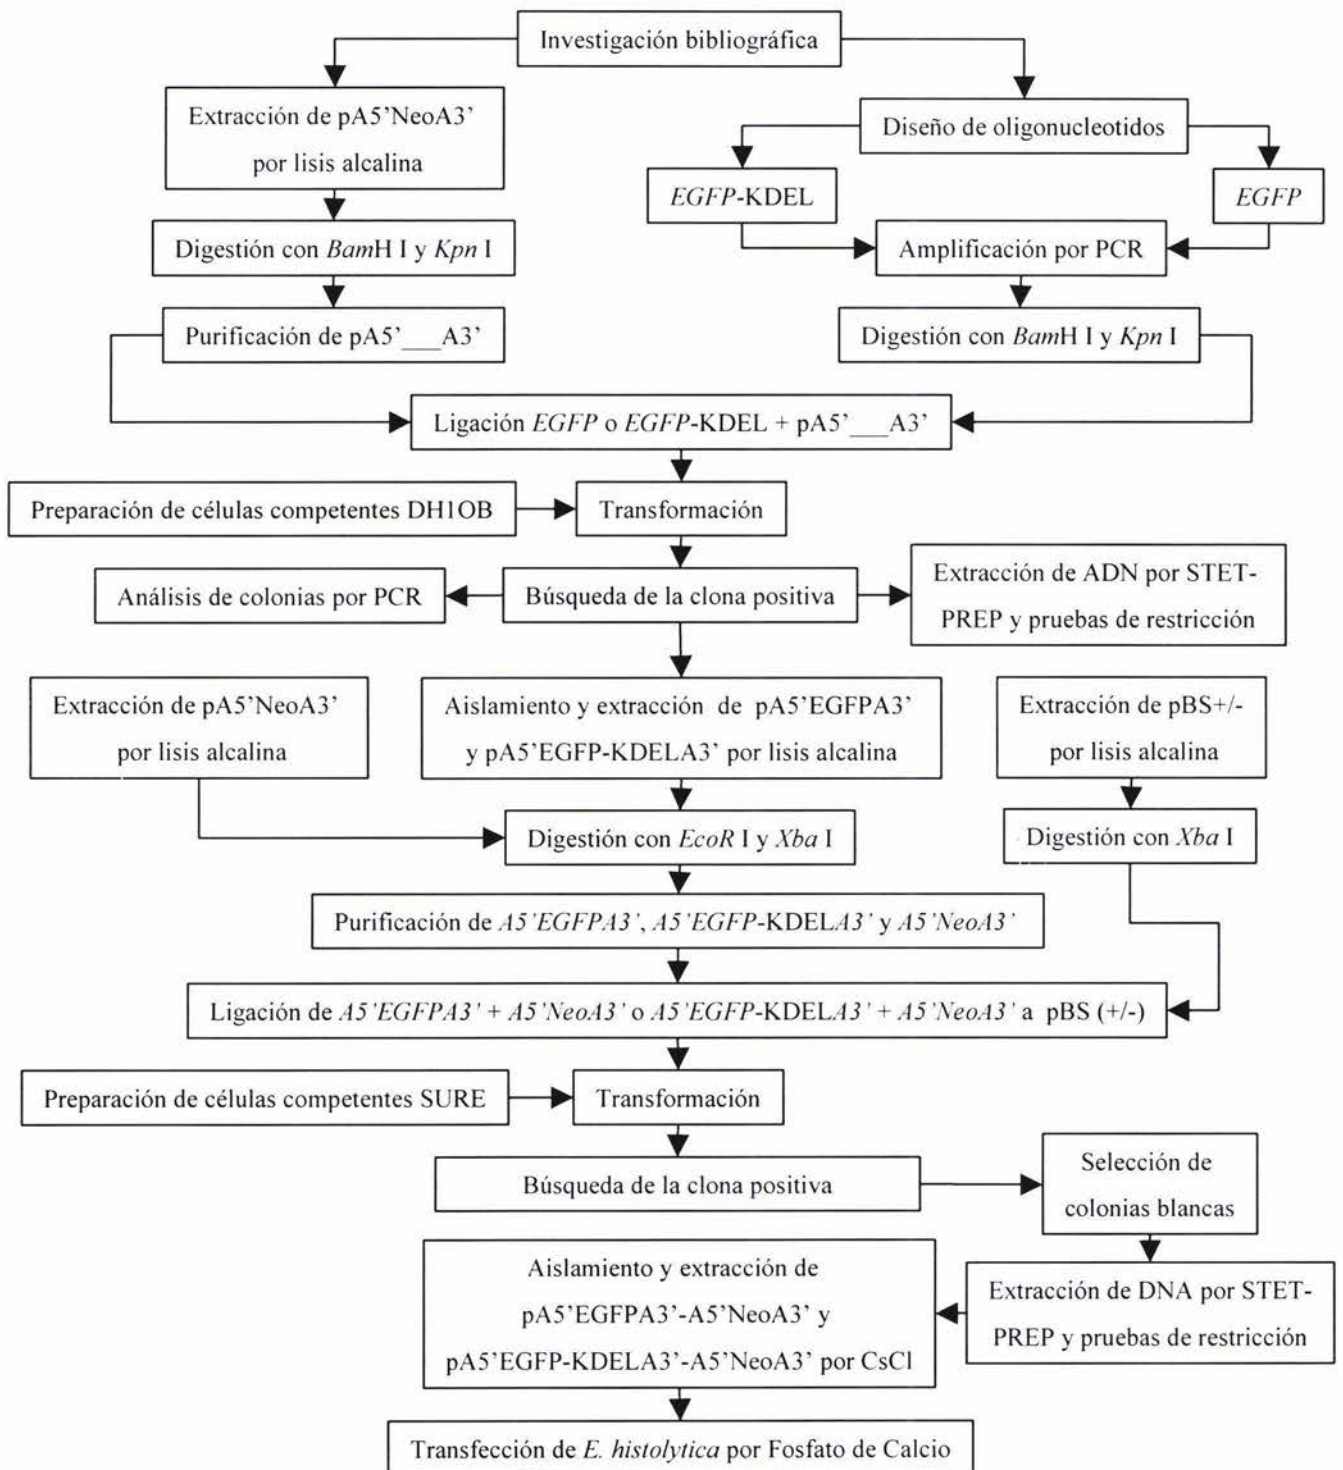 Investigación bibliográfica
Extracción de pA5'NeoA3'
por lisis alcalina
Diseño de oligonucleotidos
EGFP-KDEL
EGFP
Digestión con BamH I y Kpn I
Amplificación por PCR
Purificación de pA5'___A3'
Digestión con BamH I y Kpn I
Ligación EGFP o EGFP-KDEL + pA5'___A3'
Preparación de células competentes DH1OB
Transformación
Análisis de colonias por PCR
Búsqueda de la clona positiva
Extracción de ADN por STET-
PREP y pruebas de restricción
Extracción de pA5'NeoA3'
por lisis alcalina
Aislamiento y extracción de pA5'EGFPA3'
y pA5'EGFP-KDELA3' por lisis alcalina
Extracción de pBS+/-
por lisis alcalina
Digestión con EcoR I y Xba I
Digestión con Xba I
Purificación de A5'EGFPA3', A5'EGFP-KDELA3' y A5'NeoA3'
Ligación de A5'EGFPA3' + A5'NeoA3' o A5'EGFP-KDELA3' + A5'NeoA3' a pBS (+/-)
Preparación de células competentes SURE
Transformación
Búsqueda de la clona positiva
Selección de
colonias blancas
Aislamiento y extracción de
pA5'EGFPA3'-A5'NeoA3' y
pA5'EGFP-KDELA3'-A5'NeoA3' por CsCl
Extracción de DNA por STET-
PREP y pruebas de restricción
Transfección de E. histolytica por Fosfato de Calcio